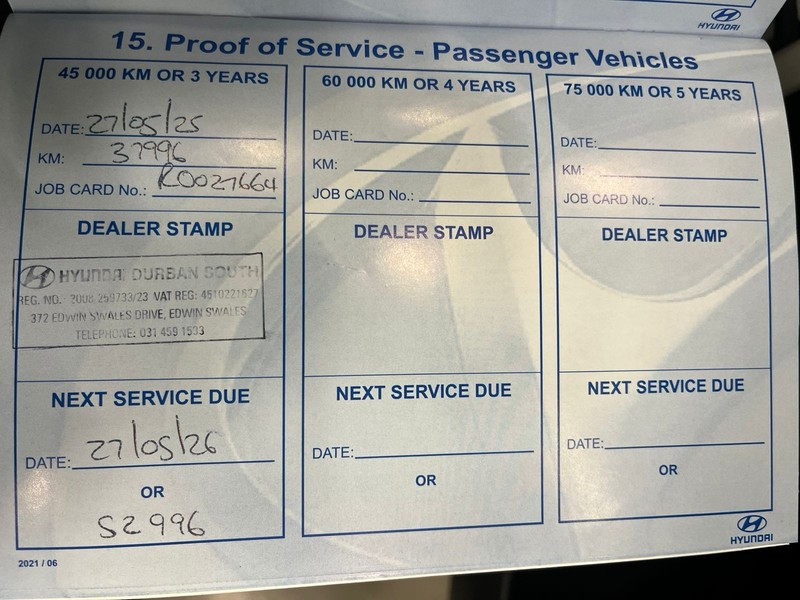 HYUNDAI
15. Proof of Service - Passenger Vehicles
45 000 KM OR 3 YEARS
DATE: 27/05/25
KM: 37996
JOB CARD No.: R0027664
DEALER STAMP
HYUNDAI DURBAN SOUTH
REG. NO. 2008/259733/23 VAT REG: 4510221627
372 EDWIN SWALES DRIVE, EDWIN SWALES
TELEPHONE: 031 459 1533
NEXT SERVICE DUE
DATE: 27/05/26
OR
52996
60 000 KM OR 4 YEARS
DATE:
KM:
JOB CARD No.:
DEALER STAMP
NEXT SERVICE DUE
DATE:
OR
75 000 KM OR 5 YEARS
DATE:
KM:
JOB CARD No.:
DEALER STAMP
NEXT SERVICE DUE
DATE:
OR
2021 / 06
HYUNDAI